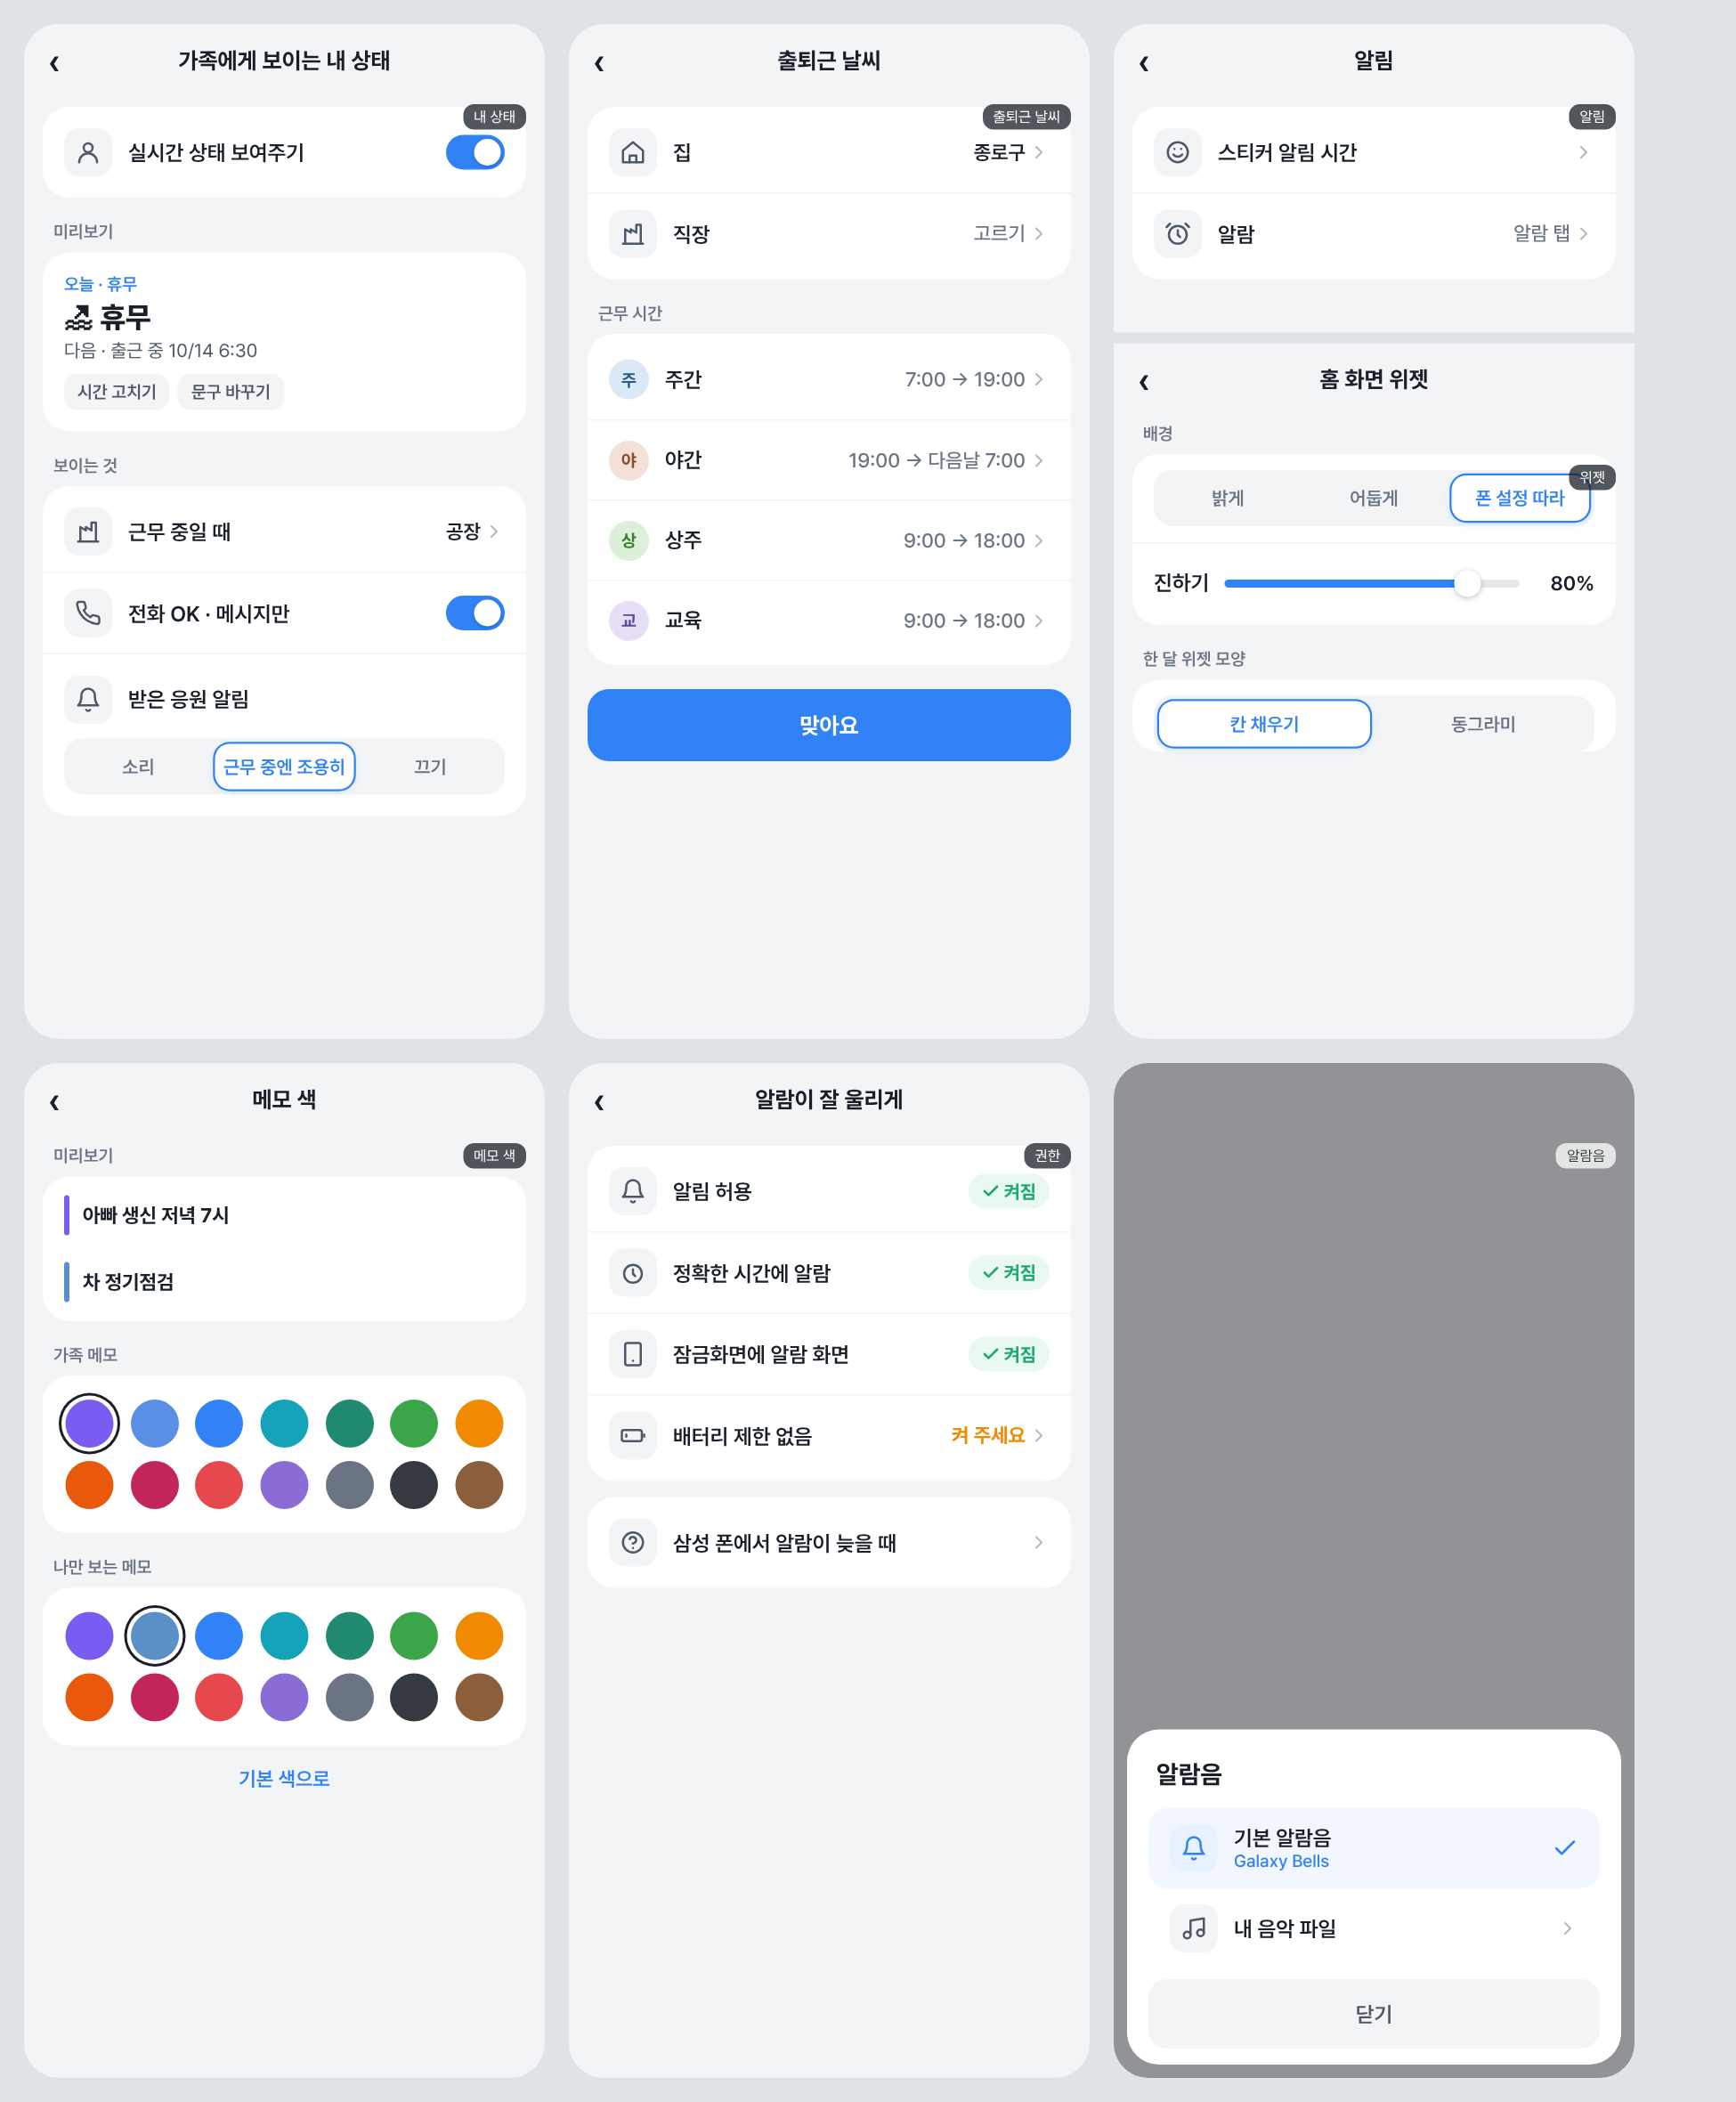 가족에게 보이는 내 상태
내 상태
실시간 상태 보여주기
미리보기
오늘 · 휴무
🏖 휴무
다음 · 출근 중 10/14 6:30
시간 고치기
문구 바꾸기
보이는 것
근무 중일 때
공장
전화 OK · 메시지만
받은 응원 알림
소리
근무 중엔 조용히
끄기
출퇴근 날씨
출퇴근 날씨
집
종로구
직장
고르기
근무 시간
주
주간
7:00 → 19:00
야
야간
19:00 → 다음날 7:00
상
상주
9:00 → 18:00
교
교육
9:00 → 18:00
맞아요
알림
알림
스티커 알림 시간
알람
알람 탭
홈 화면 위젯
배경
위젯
밝게
어둡게
폰 설정 따라
진하기
80%
한 달 위젯 모양
칸 채우기
동그라미
메모 색
미리보기
메모 색
아빠 생신 저녁 7시
차 정기점검
가족 메모
나만 보는 메모
기본 색으로
알람이 잘 울리게
권한
알림 허용
켜짐
정확한 시간에 알람
켜짐
잠금화면에 알람 화면
켜짐
배터리 제한 없음
켜 주세요
삼성 폰에서 알람이 늦을 때
알람음
알람음
기본 알람음
Galaxy Bells
내 음악 파일
닫기